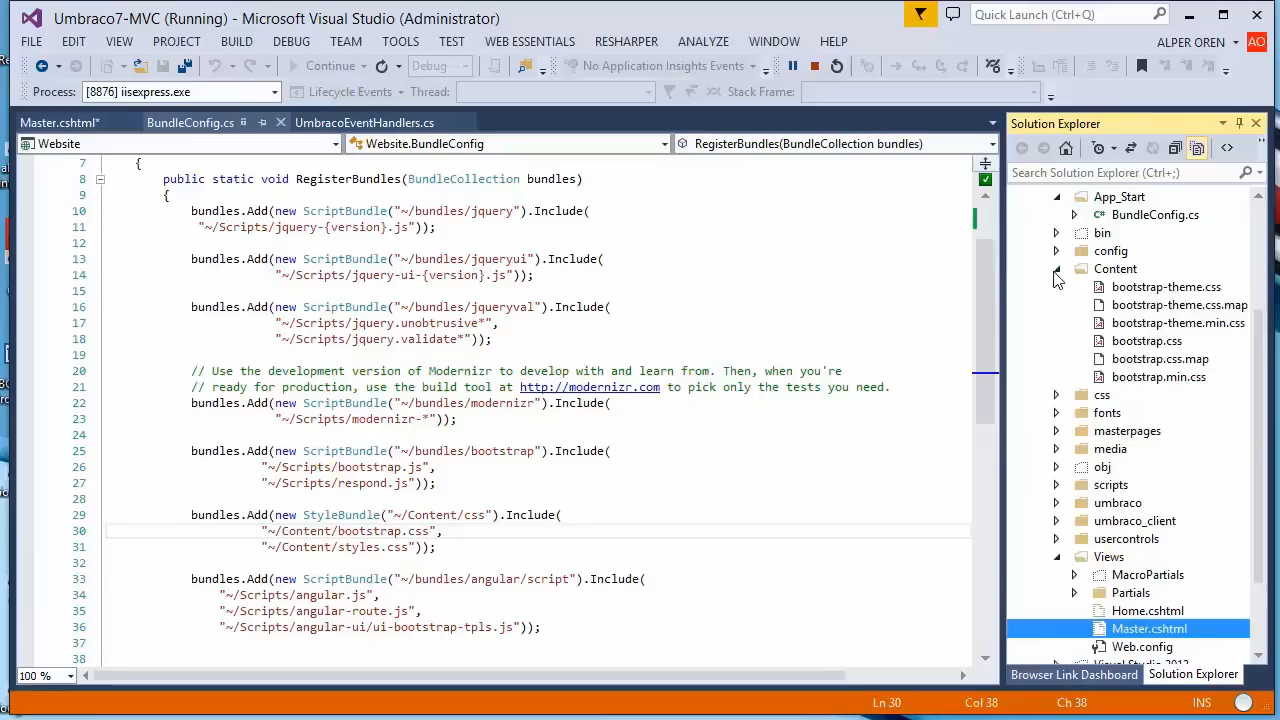 Umbraco7-MVC (Running) - Microsoft Visual Studio (Administrator)
Quick Launch (Ctrl+Q)
FILE EDIT VIEW PROJECT BUILD DEBUG TEAM TOOLS TEST WEB ESSENTIALS RESHARPER ANALYZE WINDOW HELP
ALPER OREN AO
Continue Debug No Application Insights Events
Process: [8876] iisexpress.exe Lifecycle Events Thread: Stack Frame:
Master.cshtml* BundleConfig.cs UmbracoEventHandlers.cs
Website Website.BundleConfig RegisterBundles(BundleCollection bundles)
7 {
8 public static void RegisterBundles(BundleCollection bundles)
9 {
10 bundles.Add(new ScriptBundle("~/bundles/jquery").Include(
11 "~/Scripts/jquery-{version}.js"));
12
13 bundles.Add(new ScriptBundle("~/bundles/jqueryui").Include(
14 "~/Scripts/jquery-ui-{version}.js"));
15
16 bundles.Add(new ScriptBundle("~/bundles/jqueryval").Include(
17 "~/Scripts/jquery.unobtrusive*",
18 "~/Scripts/jquery.validate*"));
19
20 // Use the development version of Modernizr to develop with and learn from. Then, when you're
21 // ready for production, use the build tool at http://modernizr.com to pick only the tests you need.
22 bundles.Add(new ScriptBundle("~/bundles/modernizr").Include(
23 "~/Scripts/modernizr-*"));
24
25 bundles.Add(new ScriptBundle("~/bundles/bootstrap").Include(
26 "~/Scripts/bootstrap.js",
27 "~/Scripts/respond.js"));
28
29 bundles.Add(new StyleBundle("~/Content/css").Include(
30 "~/Content/bootstrap.css",
31 "~/Content/styles.css"));
32
33 bundles.Add(new ScriptBundle("~/bundles/angular/script").Include(
34 "~/Scripts/angular.js",
35 "~/Scripts/angular-route.js",
36 "~/Scripts/angular-ui/ui-bootstrap-tpls.js"));
37
38
100 %
Solution Explorer
Search Solution Explorer (Ctrl+;)
App_Start
C# BundleConfig.cs
bin
config
Content
bootstrap-theme.css
bootstrap-theme.css.map
bootstrap-theme.min.css
bootstrap.css
bootstrap.css.map
bootstrap.min.css
css
fonts
masterpages
media
obj
scripts
umbraco
umbraco_client
usercontrols
Views
MacroPartials
Partials
Home.cshtml
Master.cshtml
Web.config
Browser Link Dashboard Solution Explorer
Ln 30 Col 38 Ch 38 INS